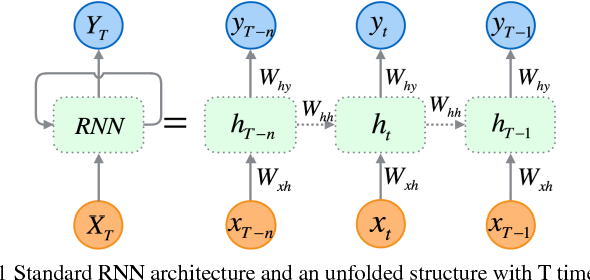 Y_T y_{T-n} y_t y_{T-1}
W_{hy} W_{hy} W_{hy}
RNN = h_{T-n} W_{hh} h_t W_{hh} h_{T-1}
W_{xh} W_{xh} W_{xh}
X_T x_{T-n} x_t x_{T-1}
1 Standard RNN architecture and an unfolded structure with T time